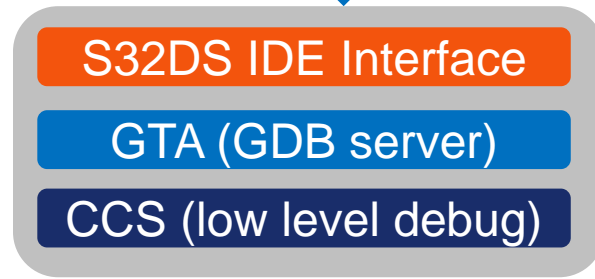 S32DS IDE Interface
GTA (GDB server)
CCS (low level debug)